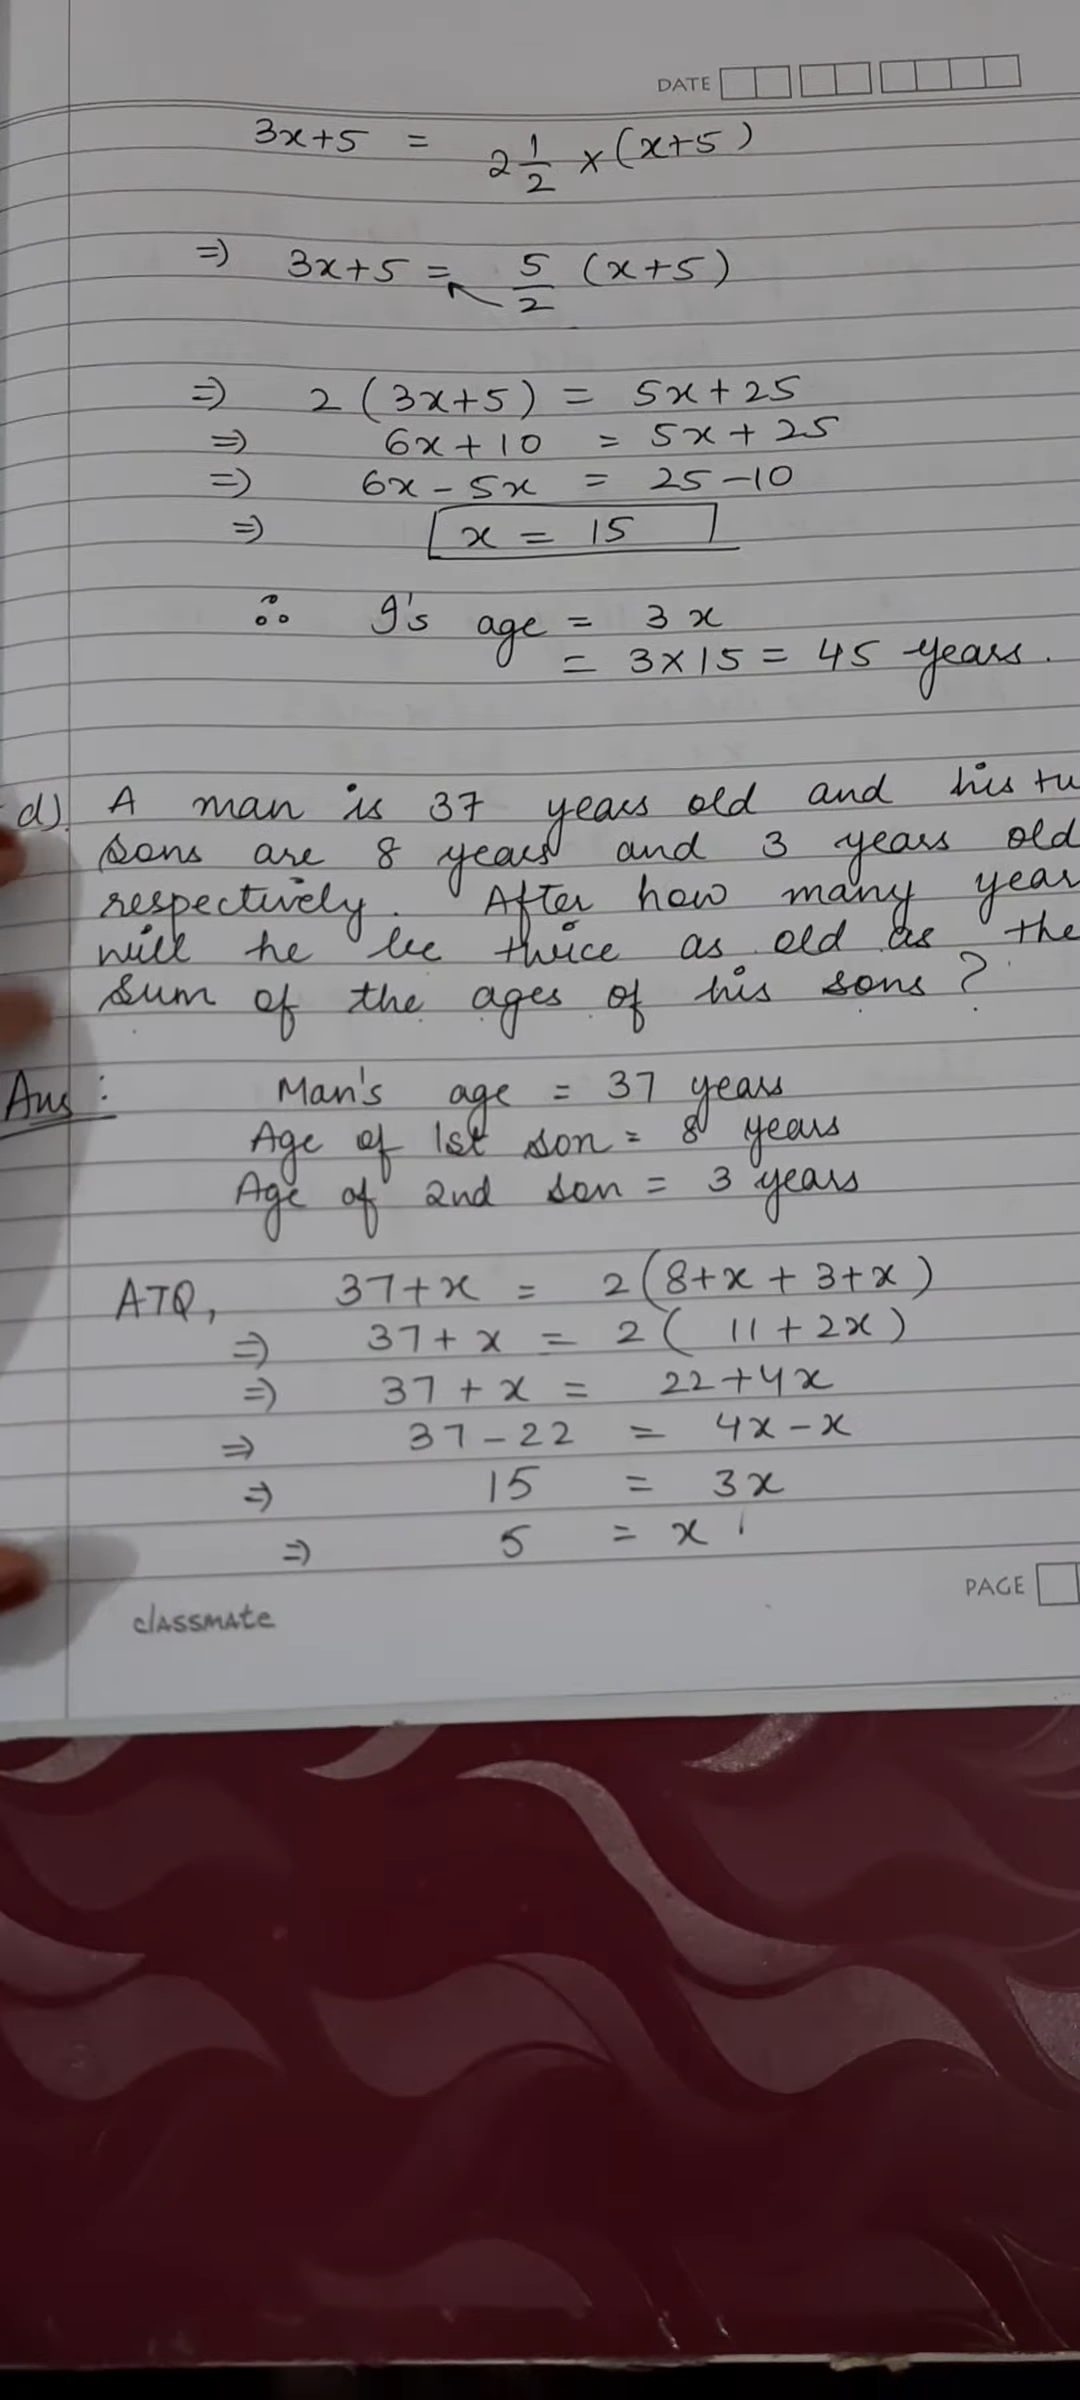 DATE
3x+5 = 2 1/2 × (x+5)
⇒ 3x+5 = 5/2 (x+5)
⇒ 2 (3x+5) = 5x+25
⇒ 6x+10 = 5x+25
⇒ 6x-5x = 25-10
⇒ x = 15
∴ I's age = 3x
= 3×15 = 45 years.
d) A man is 37 years old and his tw
sons are 8 years and 3 years old
respectively. After how many year
will he be twice as old as the
sum of the ages of his sons?
Ans: Man's age = 37 years
Age of 1st son = 8 years
Age of 2nd son = 3 years
ATQ, 37+x = 2(8+x+3+x)
⇒ 37+x = 2(11+2x)
⇒ 37+x = 22+4x
⇒ 37-22 = 4x-x
⇒ 15 = 3x
⇒ 5 = x
PAGE
classmate